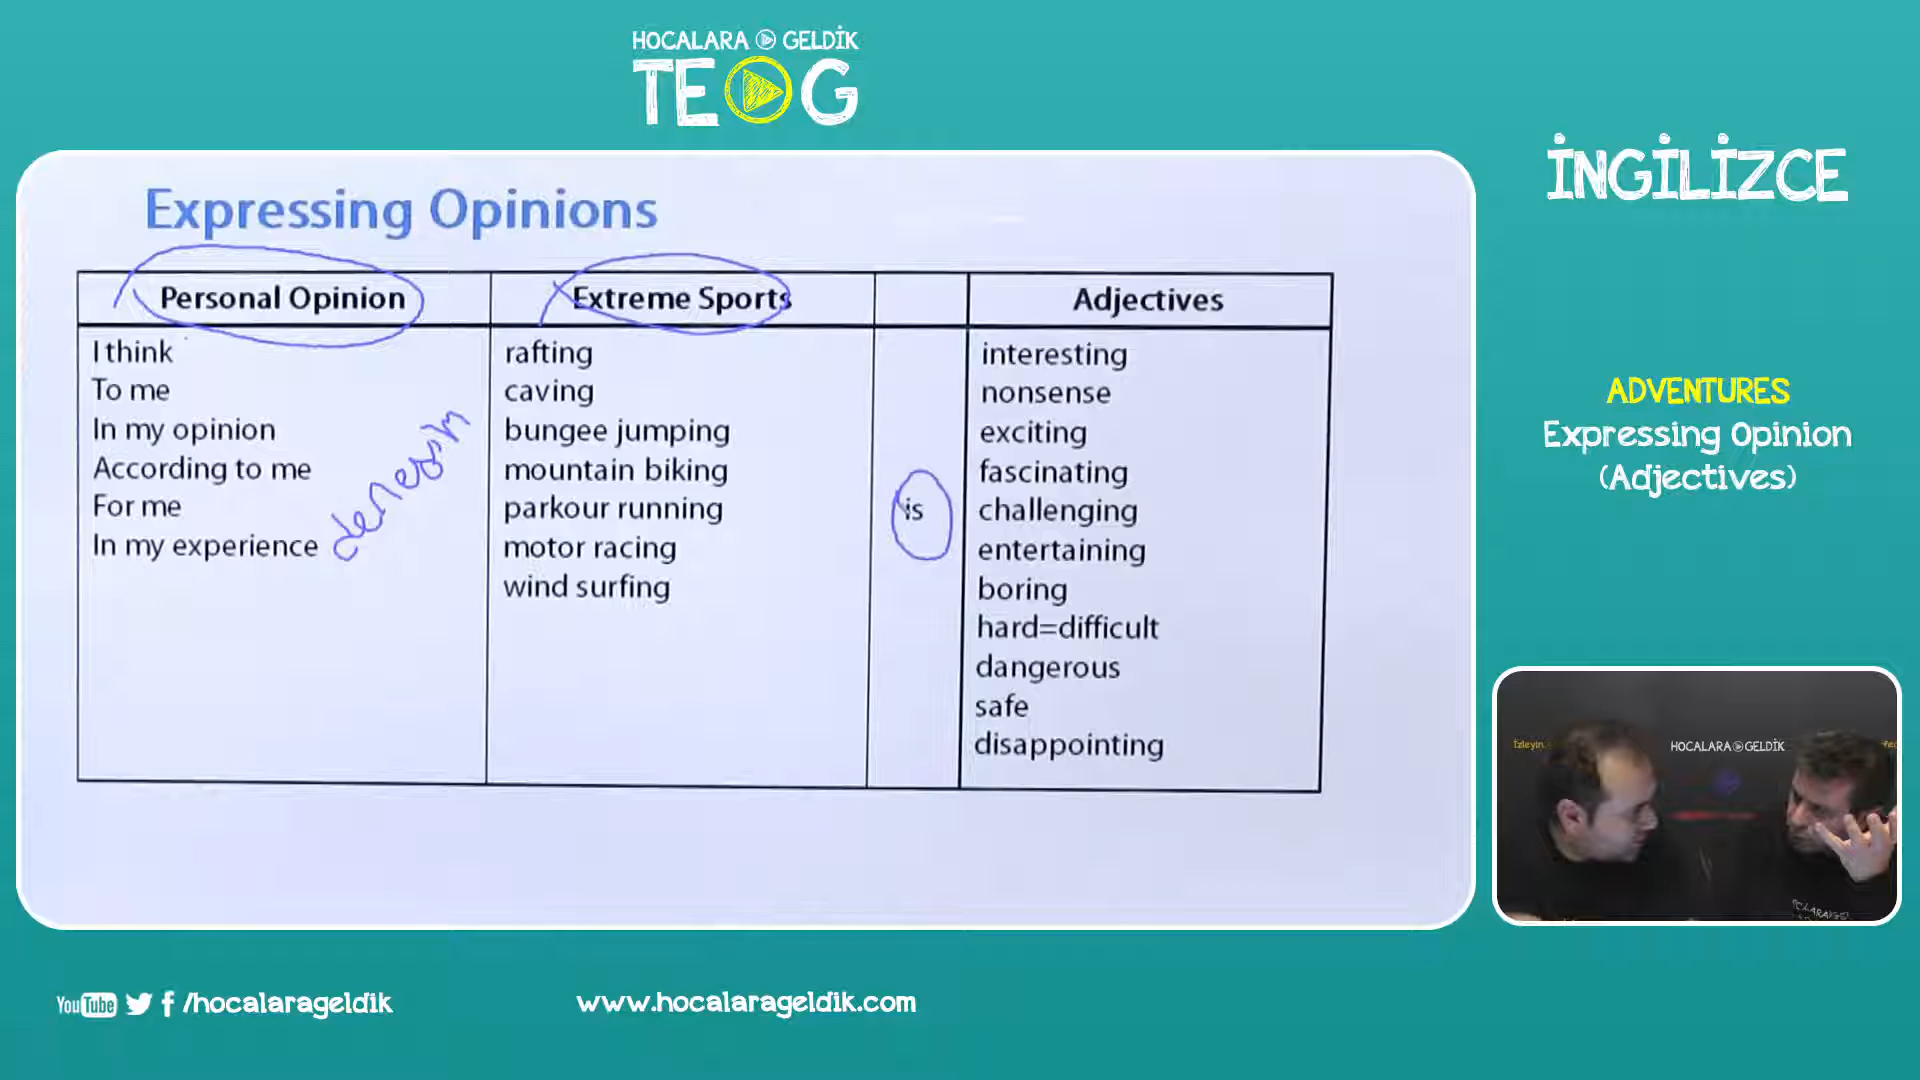 HOCALARA GELDİK
TEOG
İNGİLİZCE
Expressing Opinions
Personal Opinion
Extreme Sports
Adjectives
I think
To me
In my opinion
According to me
For me
In my experience
rafting
caving
bungee jumping
mountain biking
parkour running
motor racing
wind surfing
is
interesting
nonsense
exciting
fascinating
challenging
entertaining
boring
hard=difficult
dangerous
safe
disappointing
ADVENTURES
Expressing Opinion
(Adjectives)
İzleyin
HOCALARA GELDİK
YouTube /hocalarageldik
www.hocalarageldik.com